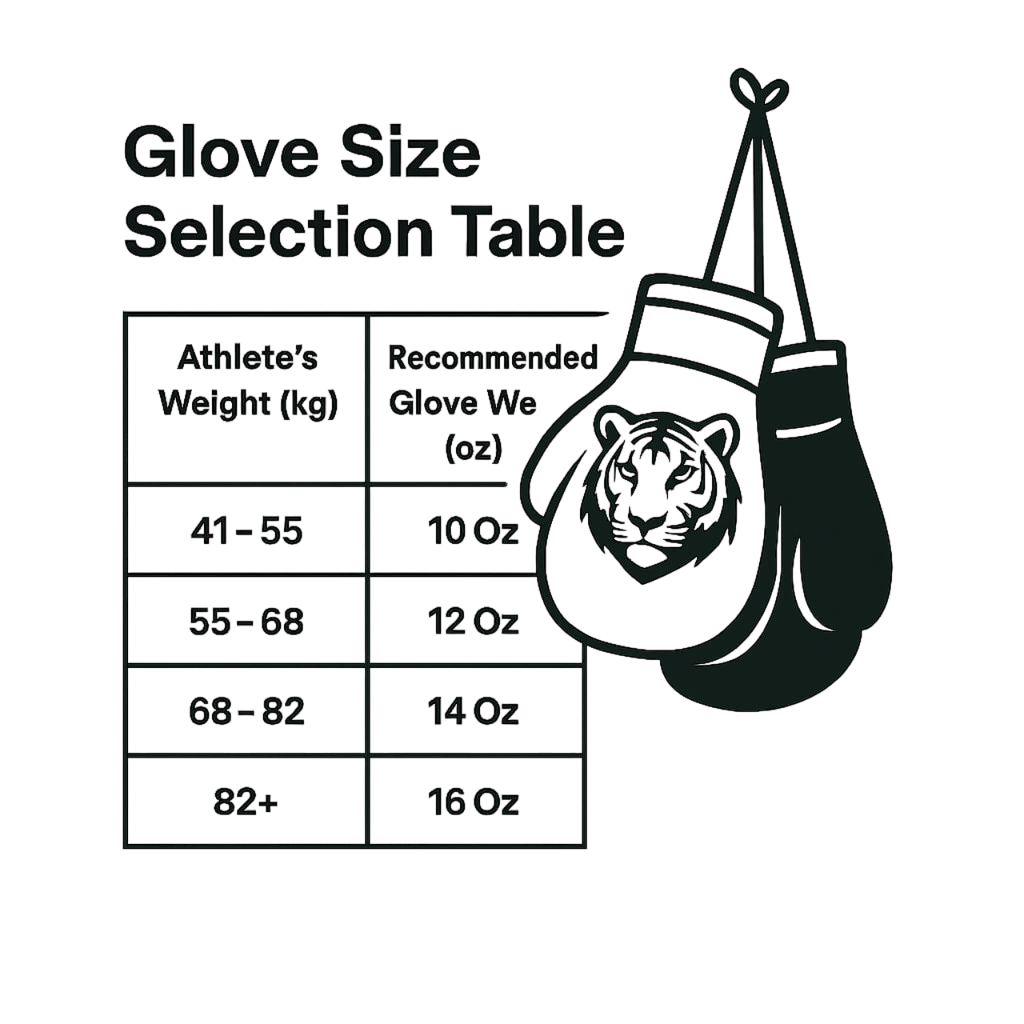 Glove Size
Selection Table
Athlete’s
Weight (kg)
Recommended
Glove We
(oz)
41 – 55
10 Oz
55 – 68
12 Oz
68 – 82
14 Oz
82+
16 Oz